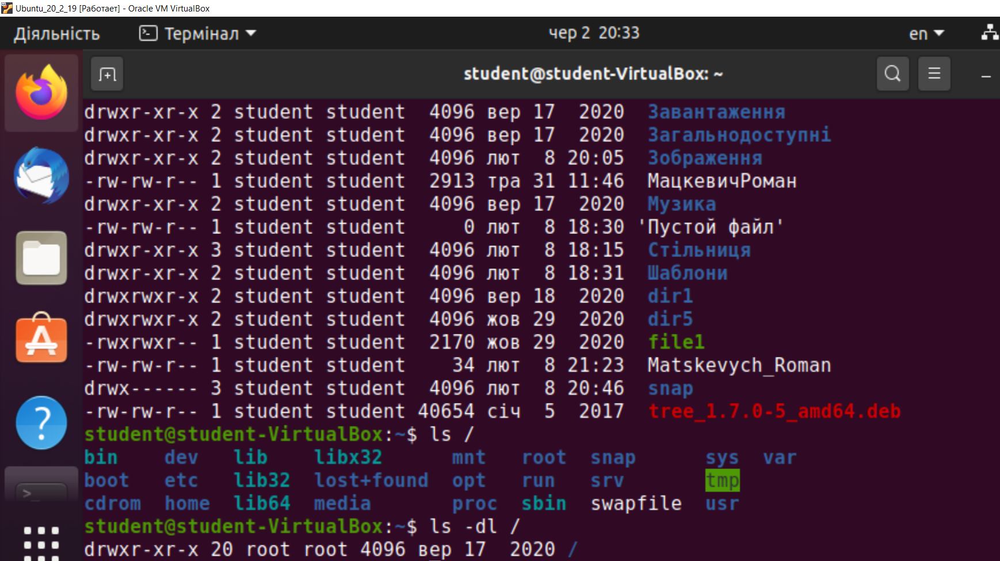 Ubuntu_20_2_19 [Работает] - Oracle VM VirtualBox
Діяльність Термінал чер 2 20:33 en
student@student-VirtualBox: ~
drwxr-xr-x 2 student student 4096 вер 17 2020 Завантаження
drwxr-xr-x 2 student student 4096 вер 17 2020 Загальнодоступні
drwxr-xr-x 2 student student 4096 лют 8 20:05 Зображення
-rw-rw-r-- 1 student student 2913 тра 31 11:46 МацкевичРоман
drwxr-xr-x 2 student student 4096 вер 17 2020 Музика
-rw-rw-r-- 1 student student 0 лют 8 18:30 'Пустой файл'
drwxr-xr-x 3 student student 4096 лют 8 18:15 Стільниця
drwxr-xr-x 2 student student 4096 лют 8 18:31 Шаблони
drwxrwxr-x 2 student student 4096 вер 18 2020 dir1
drwxrwxr-x 2 student student 4096 жов 29 2020 dir5
-rwxrwxr-- 1 student student 2170 жов 29 2020 file1
-rw-rw-r-- 1 student student 34 лют 8 21:23 Matskevych_Roman
drwx------ 3 student student 4096 лют 8 20:46 snap
-rw-rw-r-- 1 student student 40654 січ 5 2017 tree_1.7.0-5_amd64.deb
student@student-VirtualBox:~$ ls /
bin dev lib libx32 mnt root snap sys var
boot etc lib32 lost+found opt run srv tmp
cdrom home lib64 media proc sbin swapfile usr
student@student-VirtualBox:~$ ls -dl /
drwxr-xr-x 20 root root 4096 вер 17 2020 /